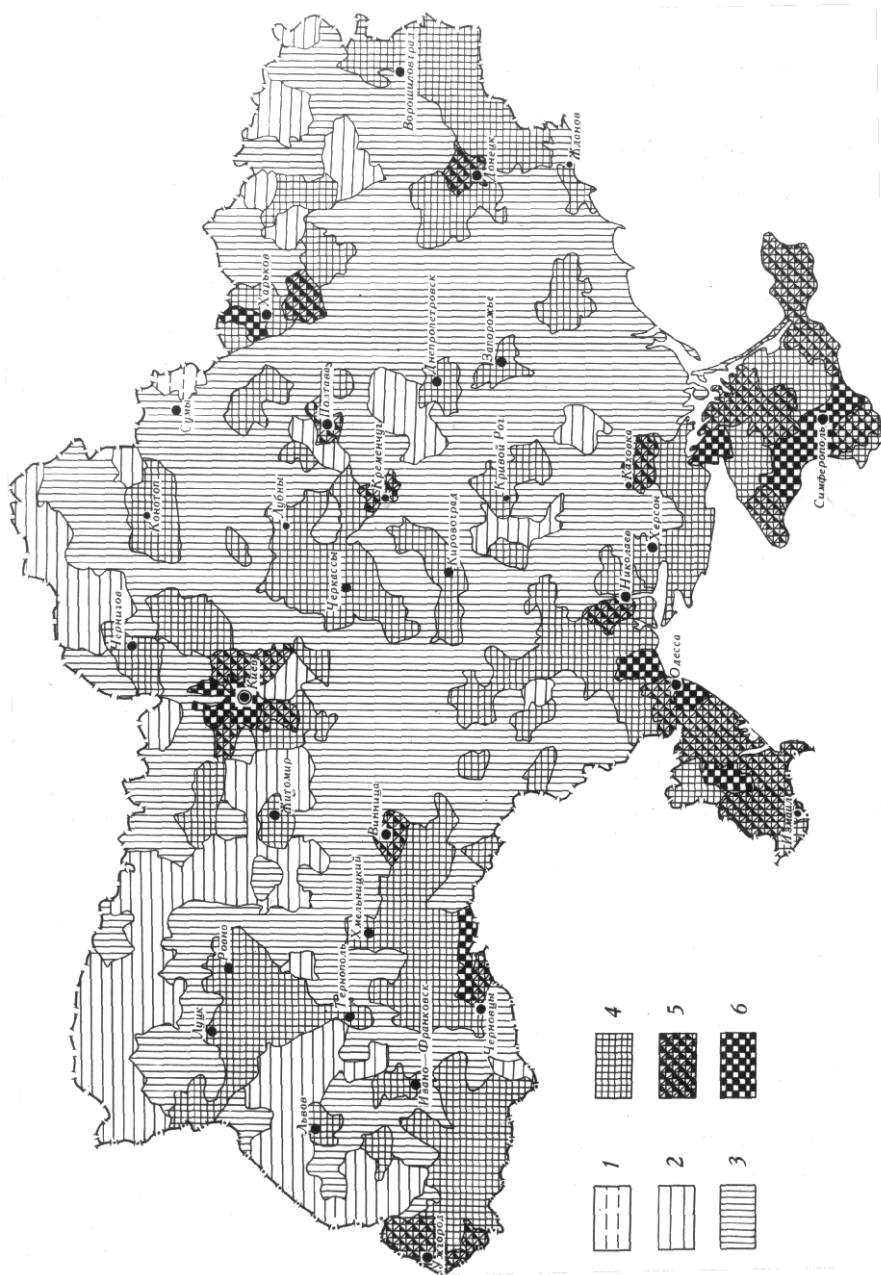 Чернигов
Конотоп
Сумы
Киев
Лубны
Харьков
Черкассы
Полтава
Кременчуг
Ворошиловград
Луцк
Ровно
Житомир
Львов
Тернополь
Хмельницкий
Винница
Кировоград
Днепропетровск
Донецк
Ужгород
Ивано-Франковск
Черновцы
Кривой Рог
Запорожье
Жданов
Николаев
Херсон
Каховка
Одесса
Измаил
Симферополь
1
2
3
4
5
6